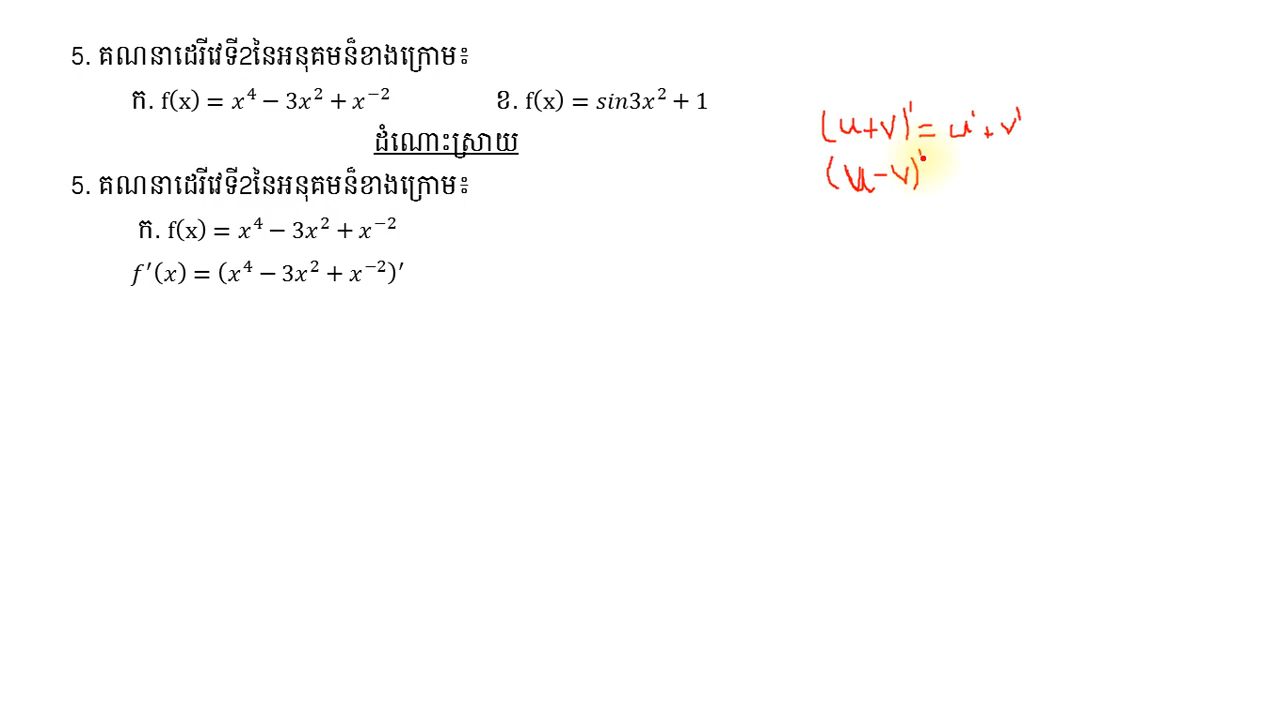 5. គណនាដេរីវេទី2នៃអនុគមន៏ខាងក្រោម៖
ក. f(x) = x⁴ − 3x² + x⁻² ខ. f(x) = sin3x² + 1
ដំណោះស្រាយ
5. គណនាដេរីវេទី2នៃអនុគមន៏ខាងក្រោម៖
ក. f(x) = x⁴ − 3x² + x⁻²
f′(x) = (x⁴ − 3x² + x⁻²)′
(u+v)' = u' + v'
(u−v)'